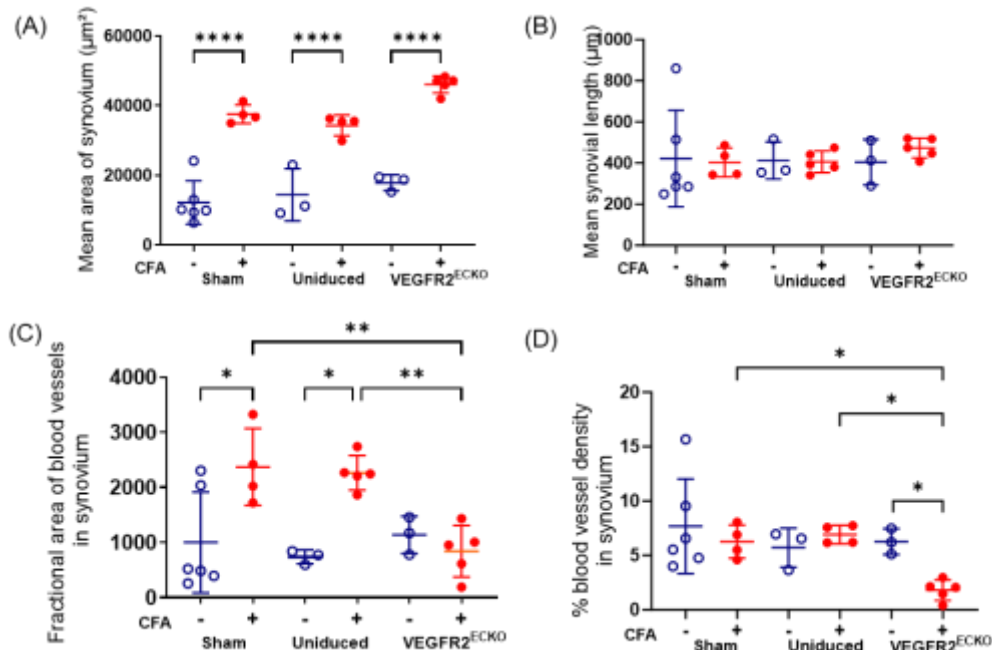 (A)
Mean area of synovium (µm²)
60000
40000
20000
0
****
****
****
CFA
-
+
-
+
-
+
Sham
Uniduced
VEGFR2ECKO
(B)
Mean synovial length (µm)
1000
800
600
400
200
0
CFA
-
+
-
+
-
+
Sham
Uniduced
VEGFR2ECKO
(C)
Fractional area of blood vessels
in synovium
4000
3000
2000
1000
0
**
*
*
**
CFA
-
+
-
+
-
+
Sham
Uniduced
VEGFR2ECKO
(D)
% blood vessel density
in synovium
20
15
10
5
0
*
*
*
CFA
-
+
-
+
-
+
Sham
Uniduced
VEGFR2ECKO